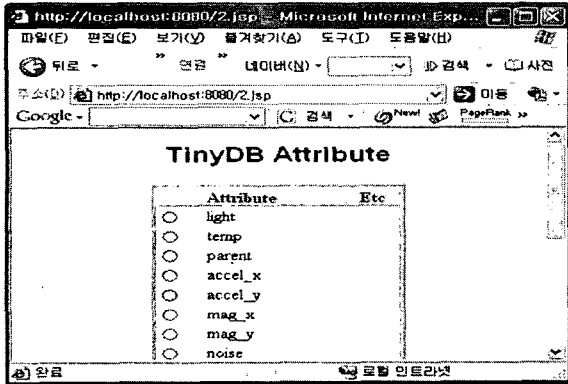 http://localhost:8080/2.jsp - Microsoft Internet Exp...
파일(F) 편집(E) 보기(V) 즐겨찾기(A) 도구(T) 도움말(H)
뒤로 » 연결 » 네이버(N) 검색 사전
주소(D) http://localhost:8080/2.jsp 이동
Google 검색 New! PageRank »
TinyDB Attribute
Attribute Etc
light
temp
parent
accel_x
accel_y
mag_x
mag_y
noise
완료 로컬 인트라넷